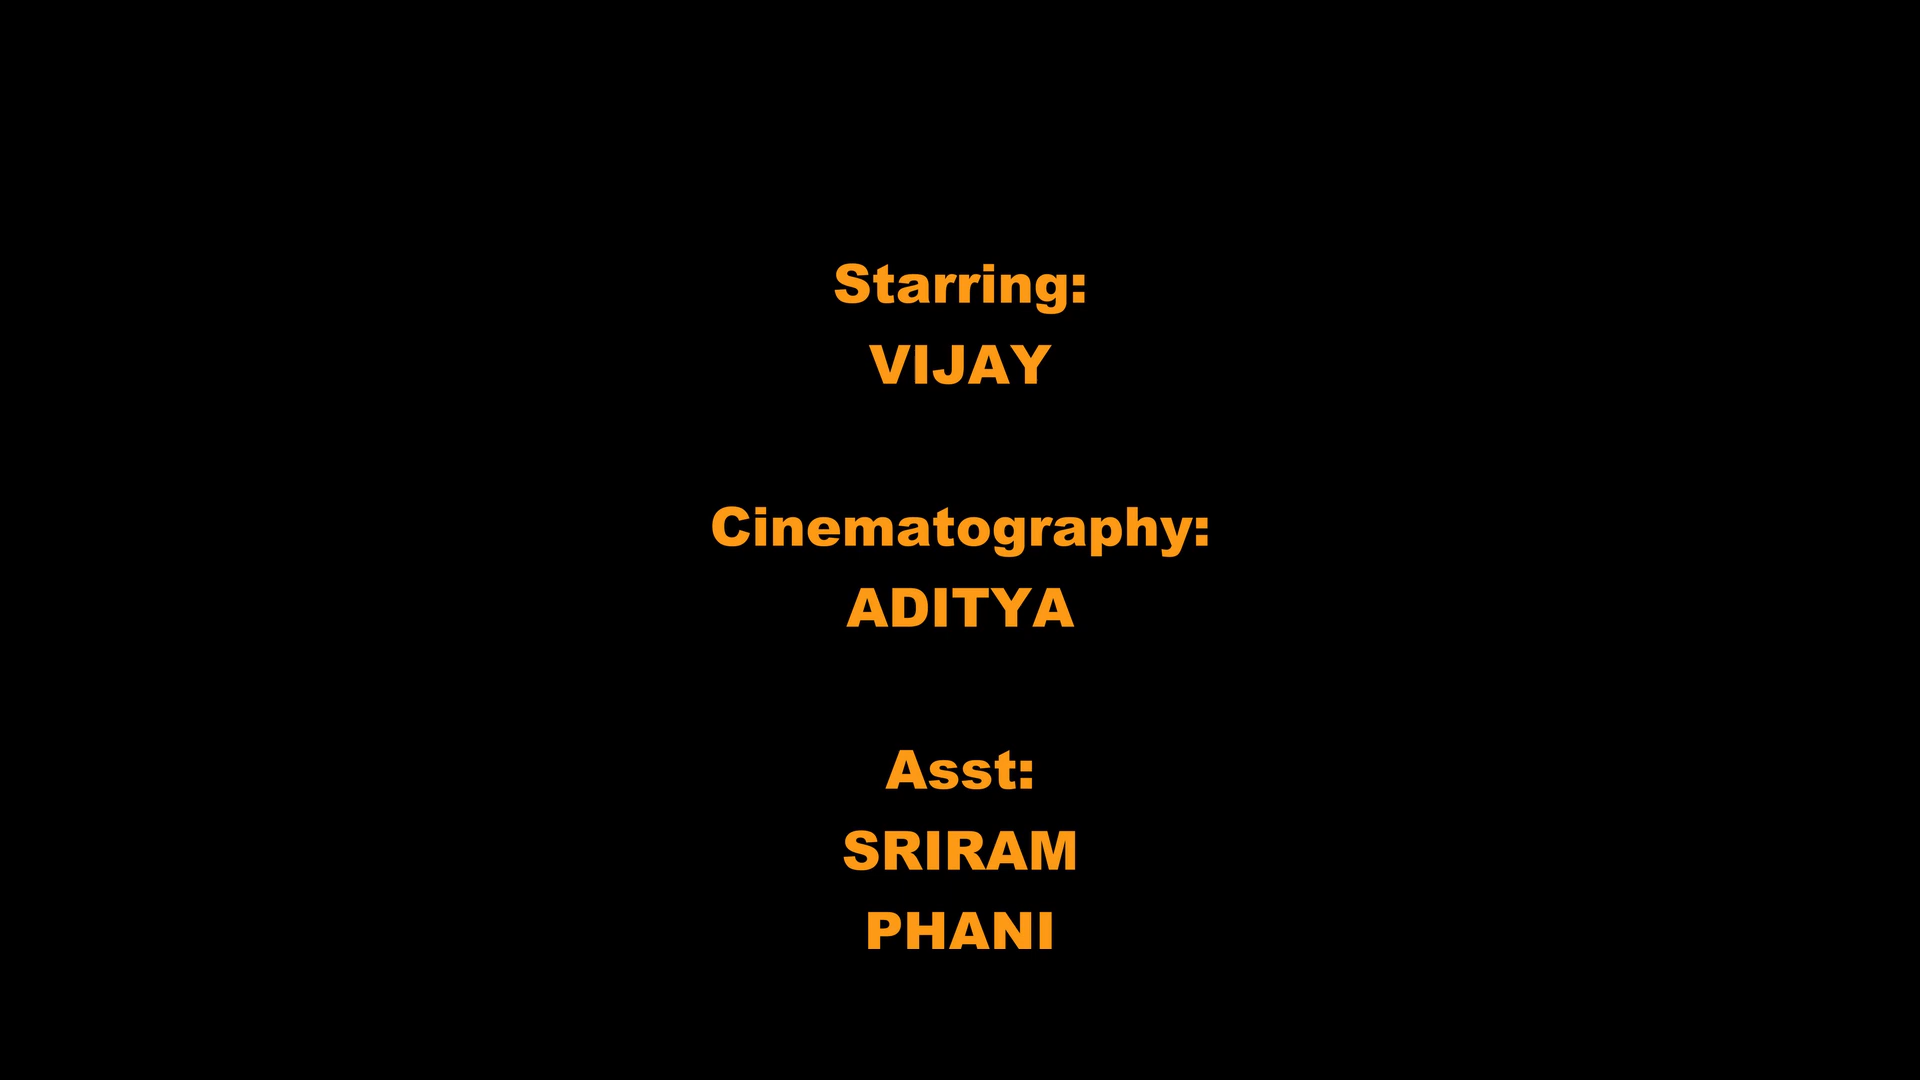 Starring:
VIJAY
Cinematography:
ADITYA
Asst:
SRIRAM
PHANI